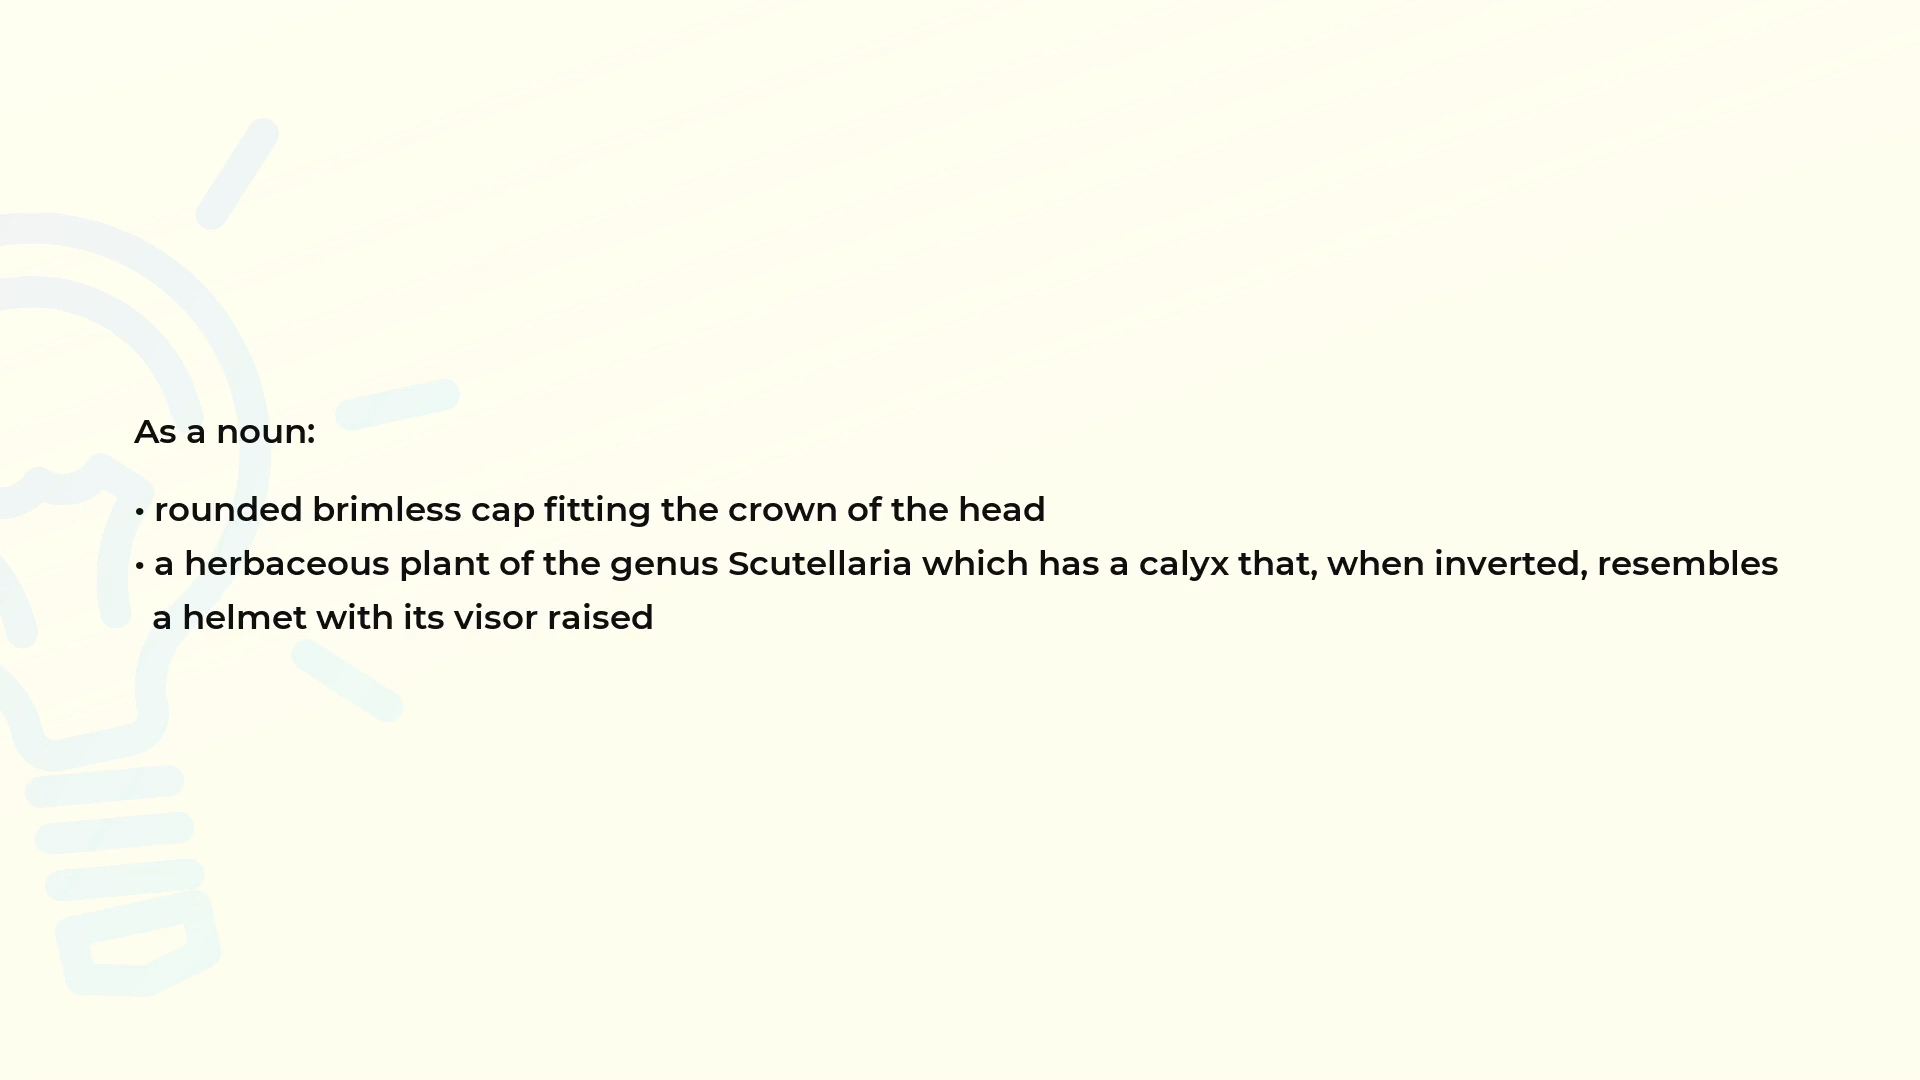 As a noun:
• rounded brimless cap fitting the crown of the head
• a herbaceous plant of the genus Scutellaria which has a calyx that, when inverted, resembles
a helmet with its visor raised